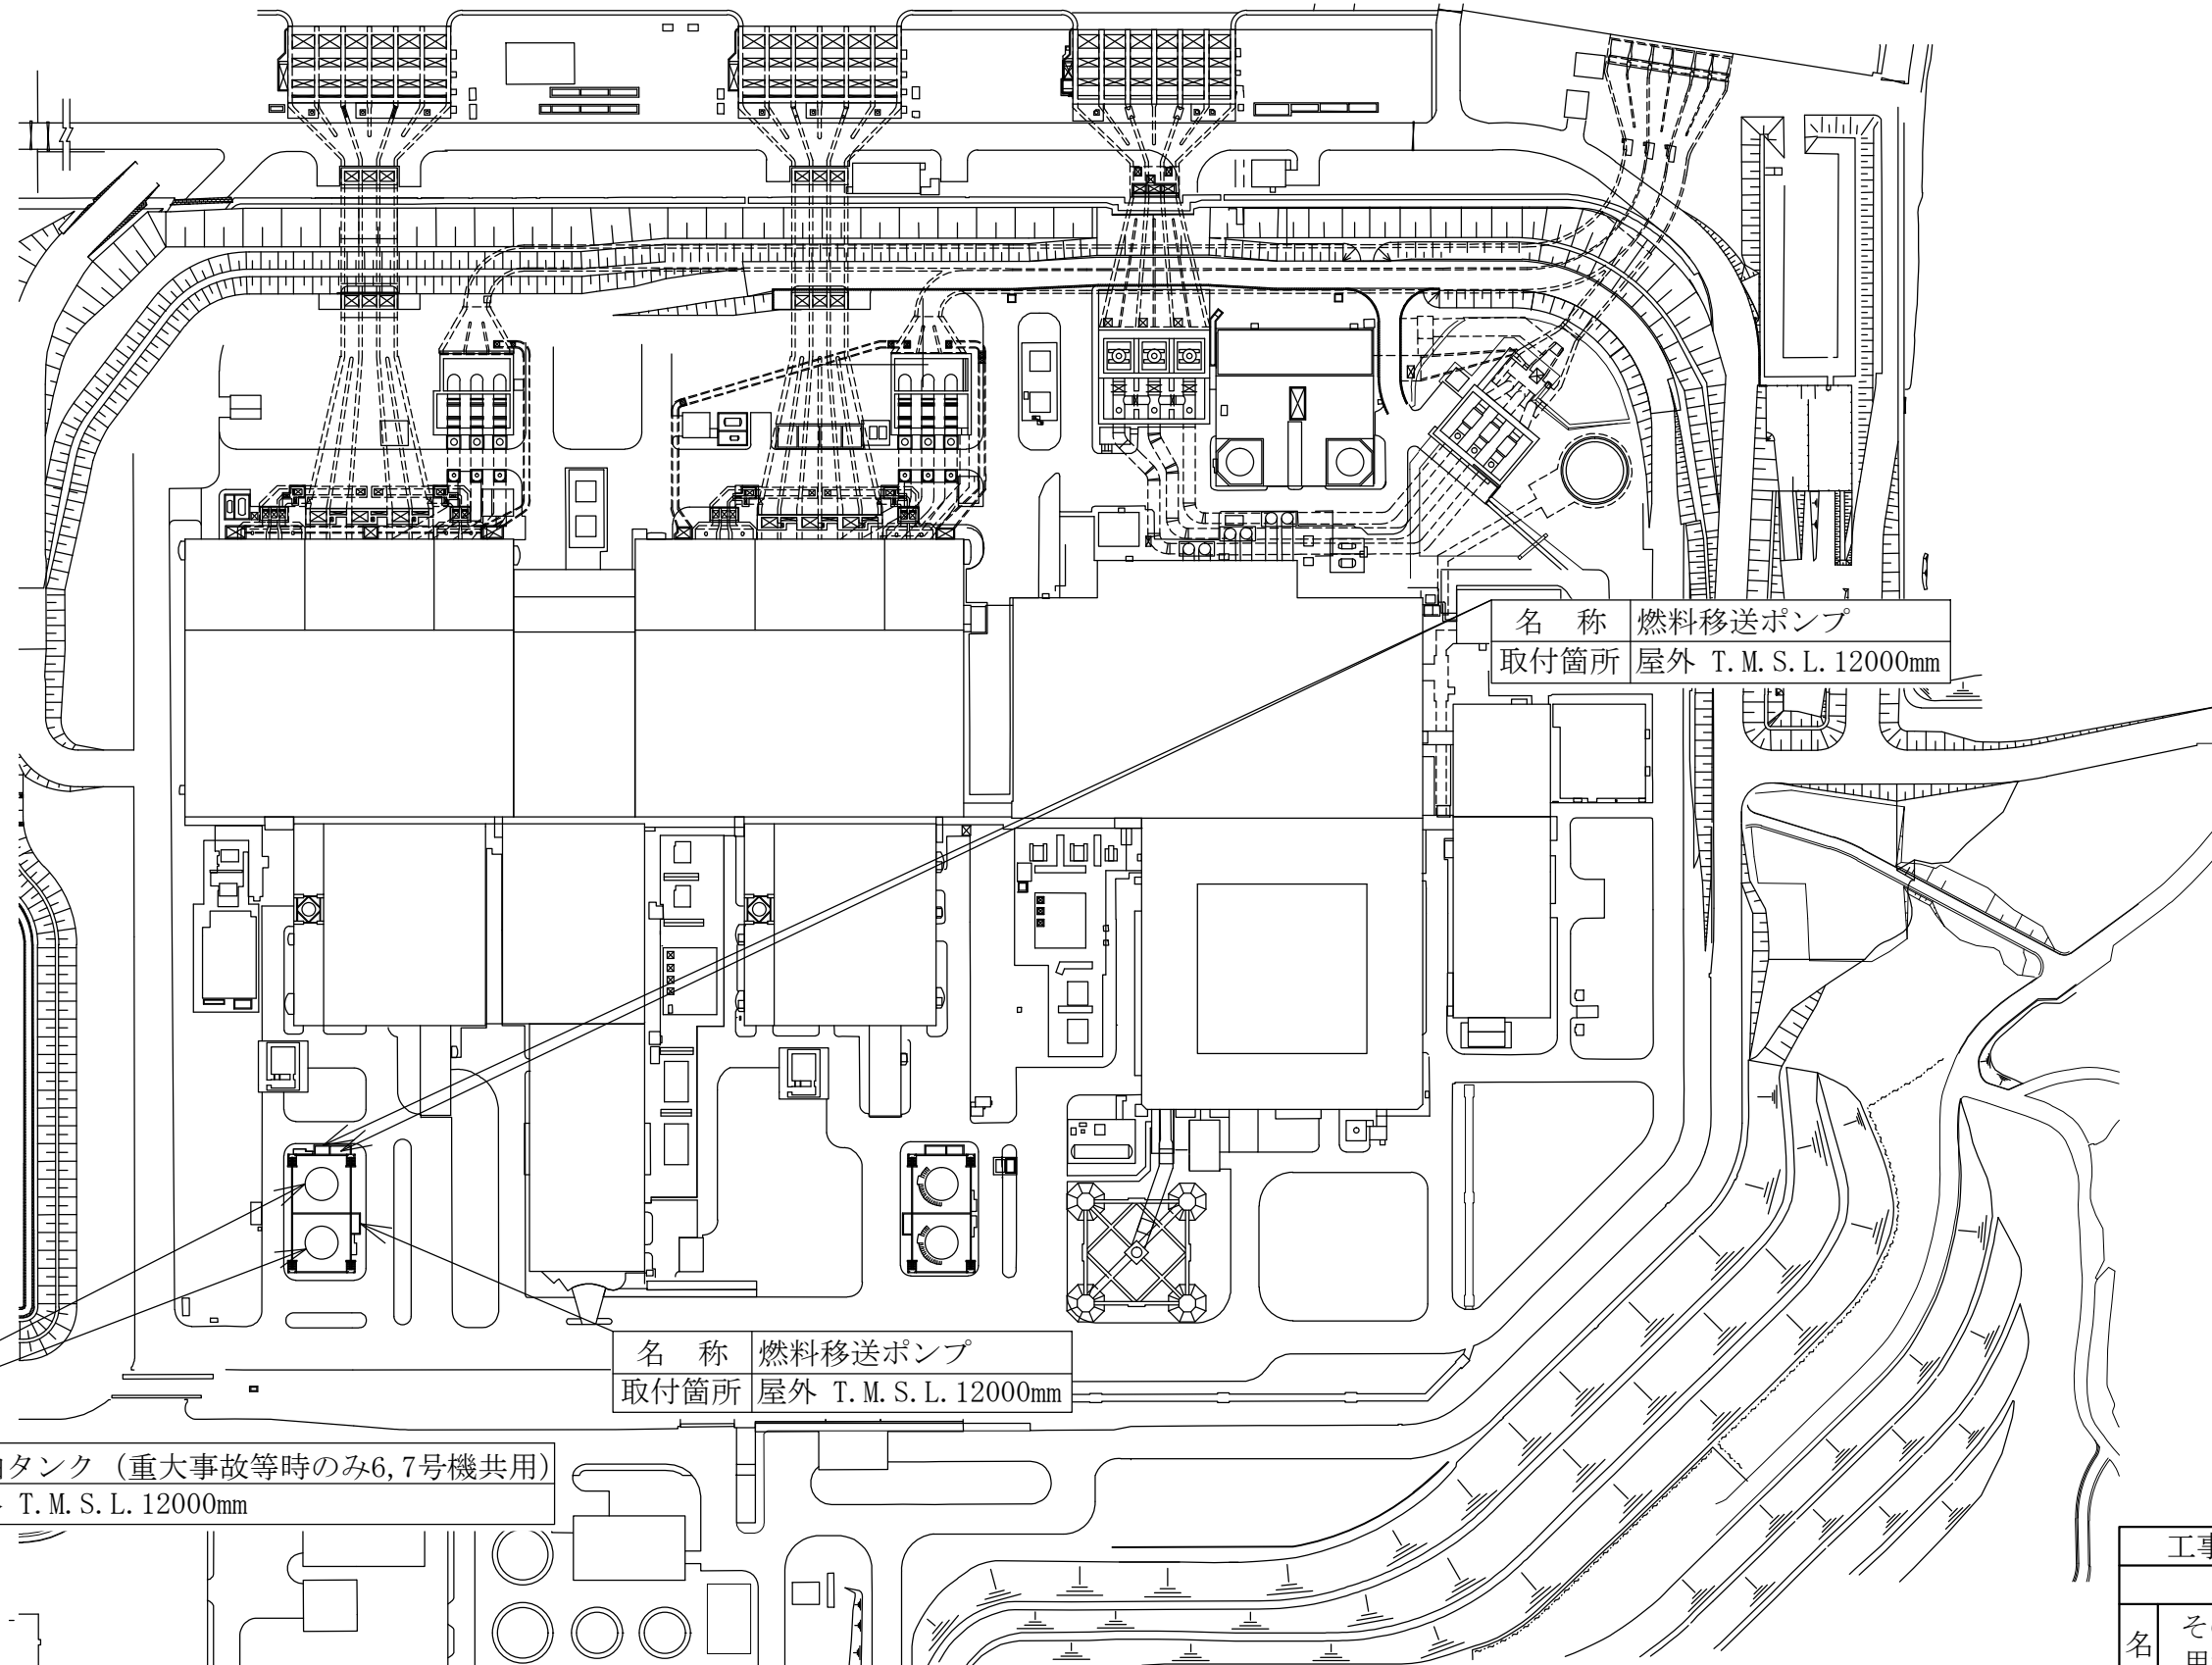 名 称 燃料移送ポンプ
取付箇所 屋外 T.M.S.L.12000mm
名 称 燃料移送ポンプ
取付箇所 屋外 T.M.S.L.12000mm
タンク（重大事故等時のみ6,7号機共用）
T.M.S.L.12000mm
工事
名 そ